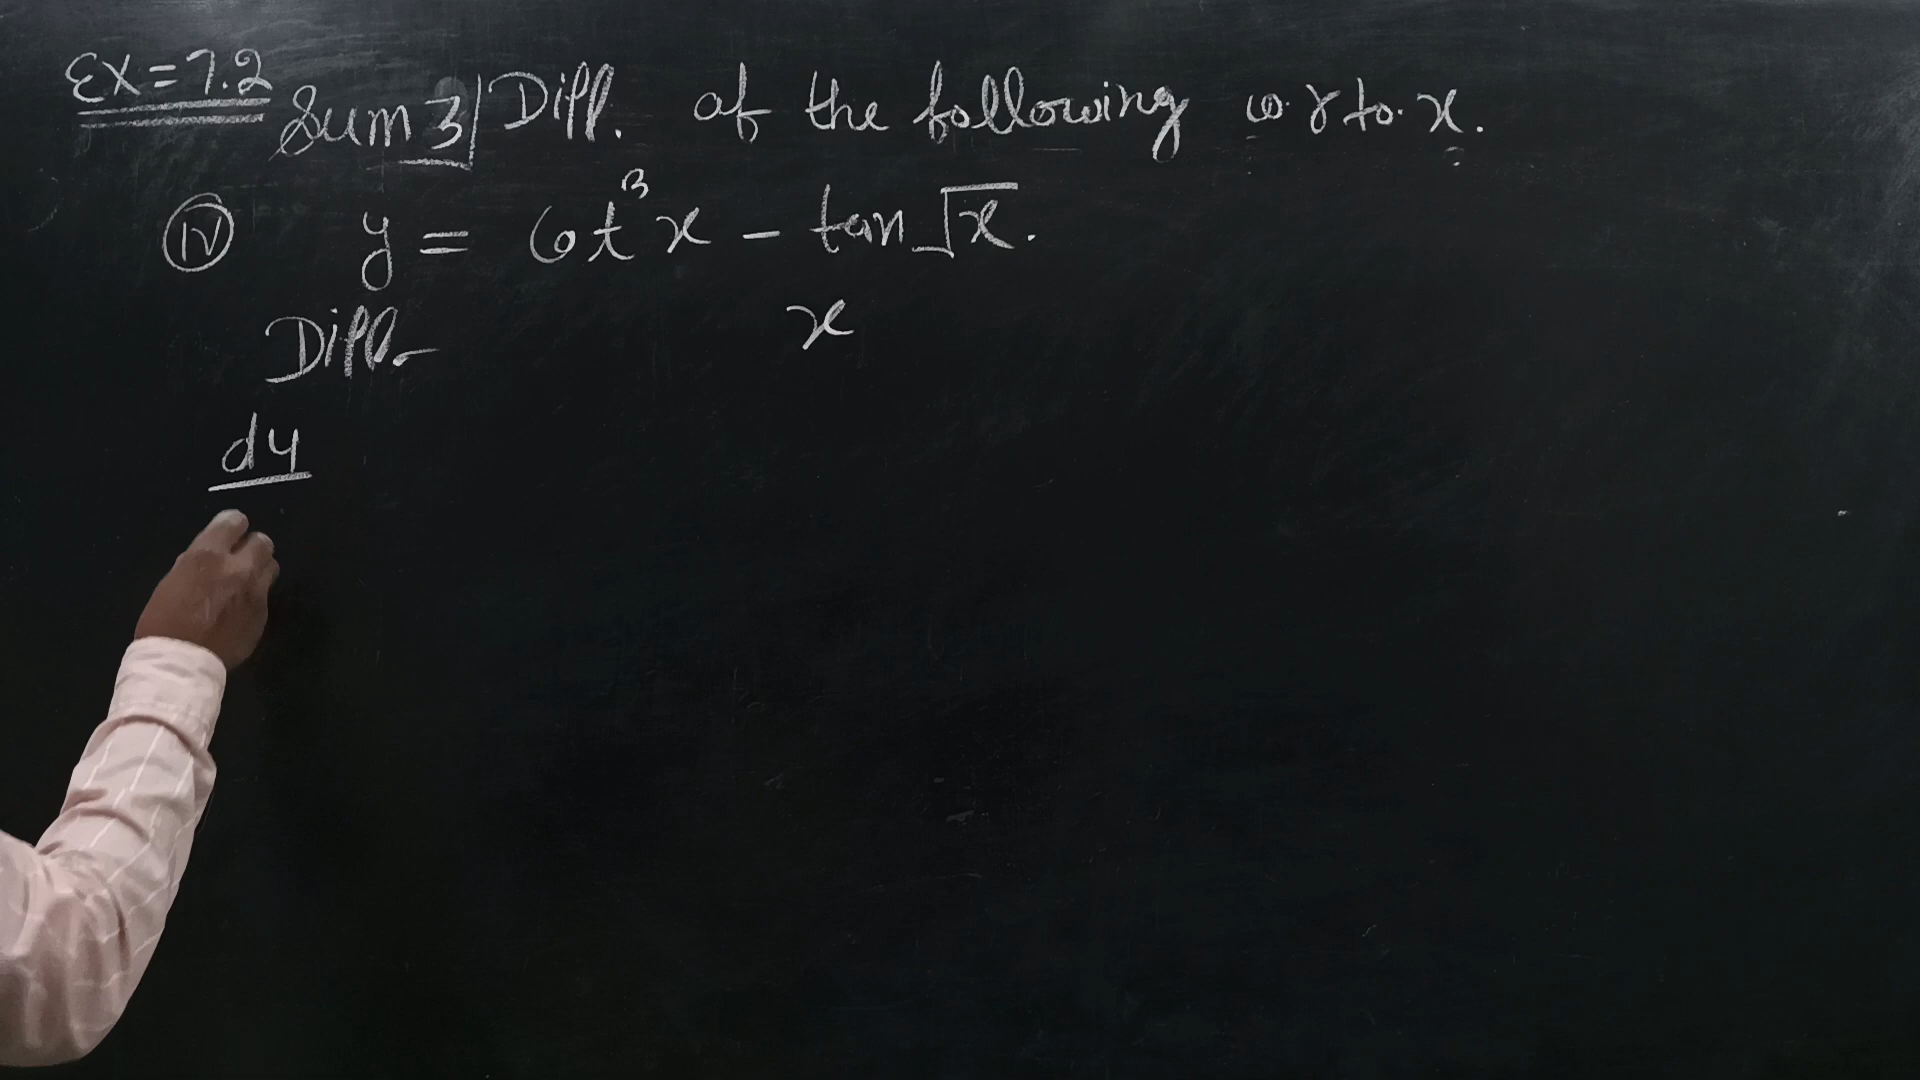 Ex = 7.2
Sum 3 Diff. of the following w.r to. x.
iv y = Cot³x - tan √x.
Diff. x
dy